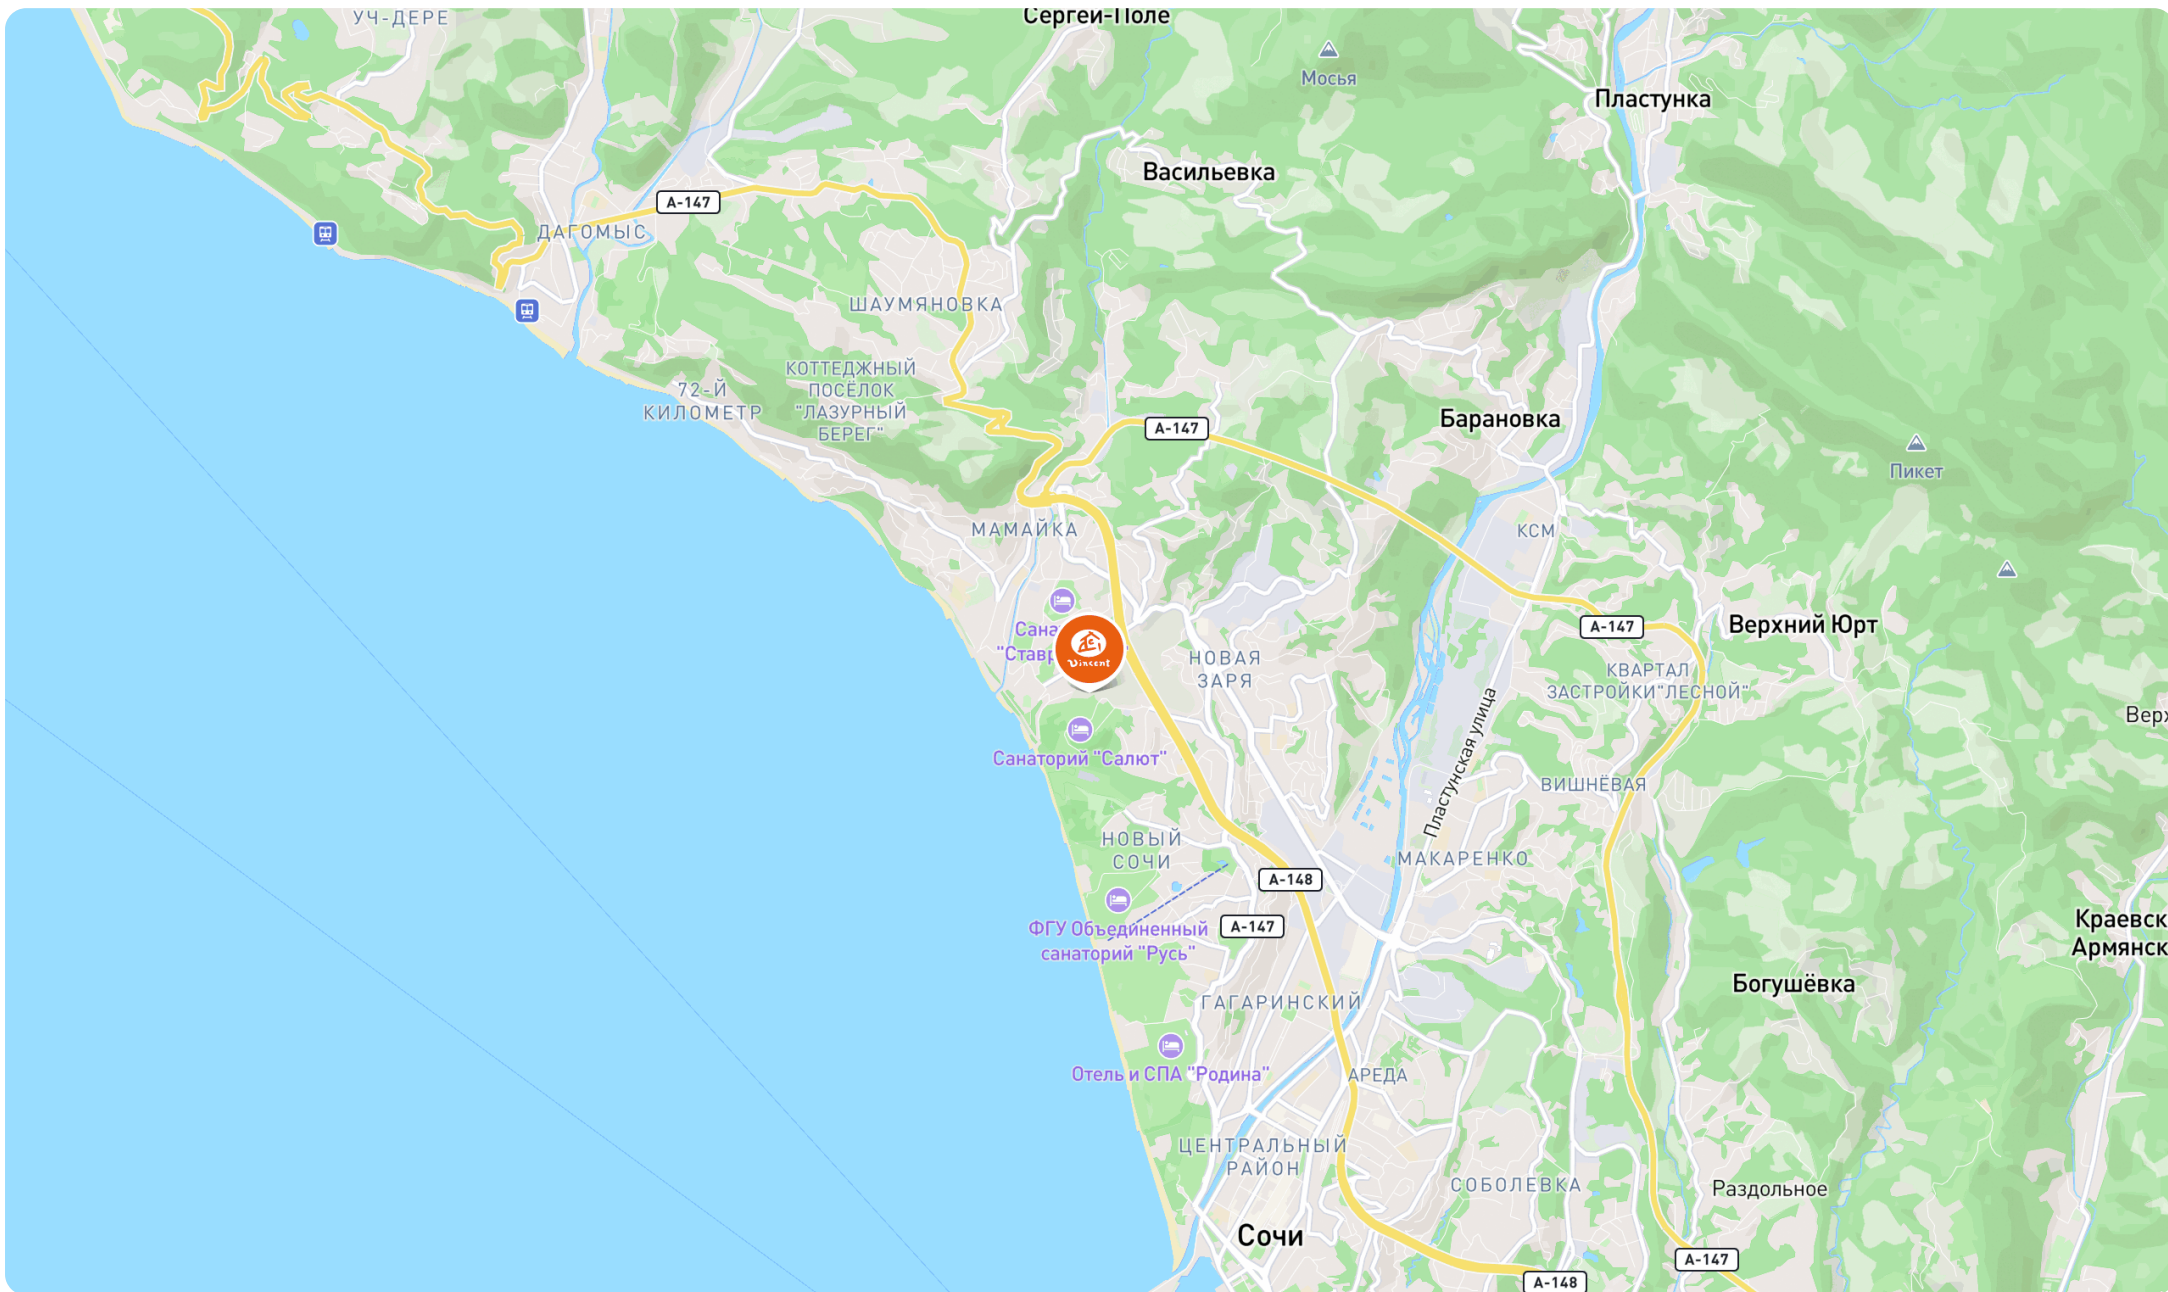 УЧ-ДЕРЕ
Сергей-Поле
Мосья
Пластунка
Васильевка
А-147
ДАГОМЫС
ШАУМЯНОВКА
КОТТЕДЖНЫЙ
ПОСЁЛОК
"ЛАЗУРНЫЙ
БЕРЕГ"
72-Й
КИЛОМЕТР
А-147
Барановка
Пикет
МАМАЙКА
КСМ
А-147
Верхний Юрт
Сана
"Ставр
Vincent
НОВАЯ
ЗАРЯ
КВАРТАЛ
ЗАСТРОЙКИ"ЛЕСНОЙ"
Верх
Санаторий "Салют"
Пластунская улица
ВИШНЁВАЯ
НОВЫЙ
СОЧИ
МАКАРЕНКО
А-148
А-147
ФГУ Объединенный
санаторий "Русь"
Краевск
Армянск
Богушёвка
ГАГАРИНСКИЙ
Отель и СПА "Родина"
АРЕДА
ЦЕНТРАЛЬНЫЙ
РАЙОН
СОБОЛЕВКА
Раздольное
Сочи
А-147
А-148